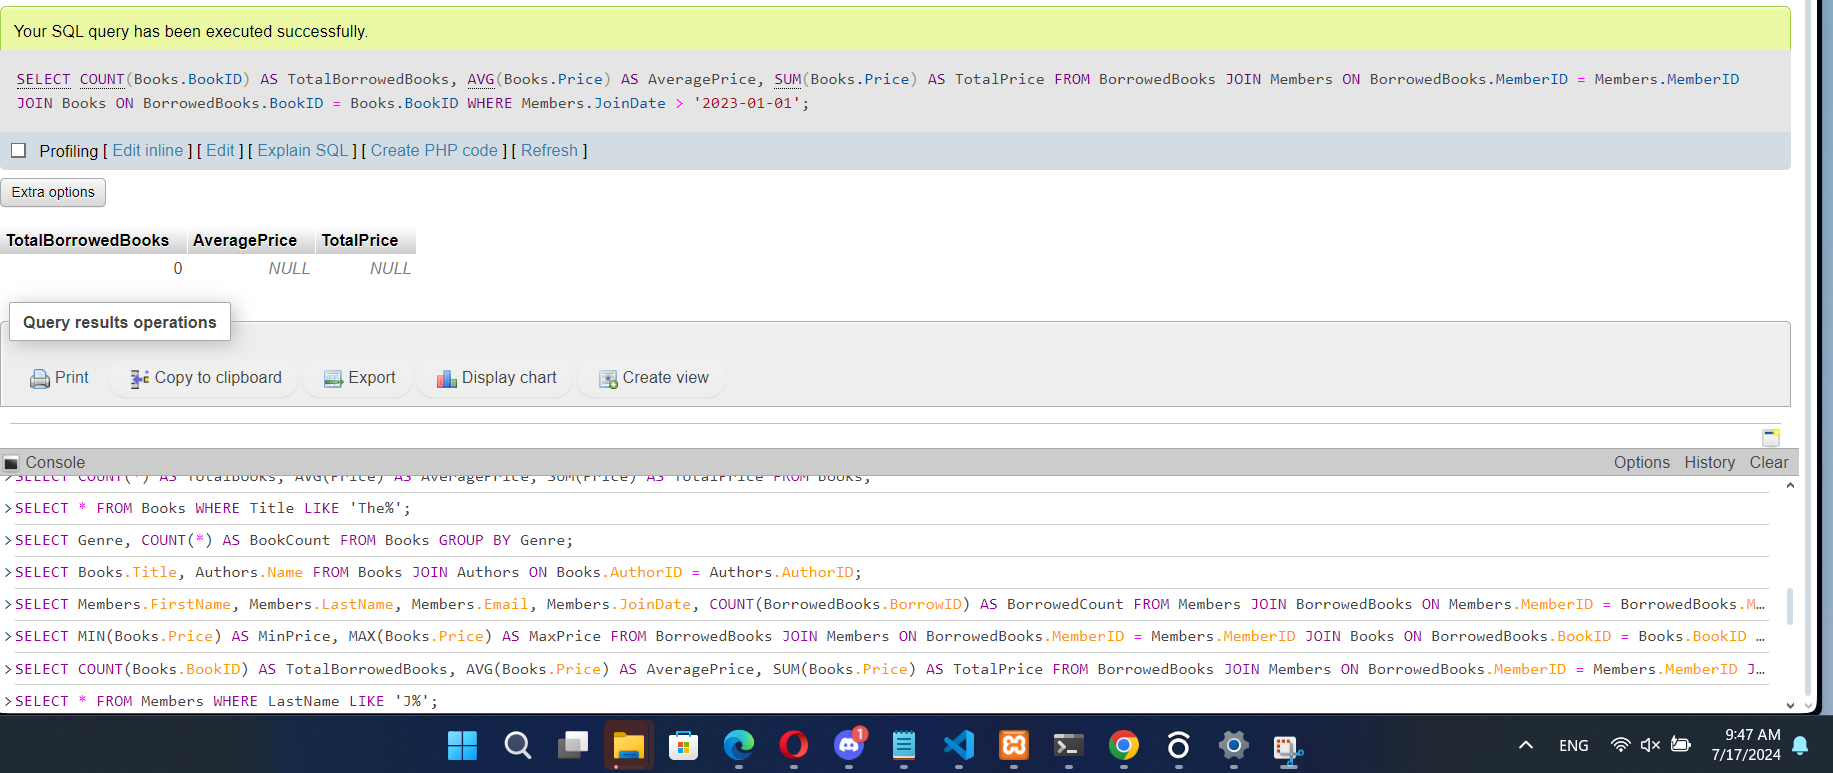 Your SQL query has been executed successfully.
SELECT COUNT(Books.BookID) AS TotalBorrowedBooks, AVG(Books.Price) AS AveragePrice, SUM(Books.Price) AS TotalPrice FROM BorrowedBooks JOIN Members ON BorrowedBooks.MemberID = Members.MemberID
JOIN Books ON BorrowedBooks.BookID = Books.BookID WHERE Members.JoinDate > '2023-01-01';
Profiling [ Edit inline ] [ Edit ] [ Explain SQL ] [ Create PHP code ] [ Refresh ]
Extra options
TotalBorrowedBooks AveragePrice TotalPrice
0 NULL NULL
Query results operations
Print Copy to clipboard Export Display chart Create view
Console Options History Clear
>SELECT COUNT(*) AS TotalBooks, AVG(Price) AS AveragePrice, SUM(Price) AS TotalPrice FROM Books;
>SELECT * FROM Books WHERE Title LIKE 'The%';
>SELECT Genre, COUNT(*) AS BookCount FROM Books GROUP BY Genre;
>SELECT Books.Title, Authors.Name FROM Books JOIN Authors ON Books.AuthorID = Authors.AuthorID;
>SELECT Members.FirstName, Members.LastName, Members.Email, Members.JoinDate, COUNT(BorrowedBooks.BorrowID) AS BorrowedCount FROM Members JOIN BorrowedBooks ON Members.MemberID = BorrowedBooks.M…
>SELECT MIN(Books.Price) AS MinPrice, MAX(Books.Price) AS MaxPrice FROM BorrowedBooks JOIN Members ON BorrowedBooks.MemberID = Members.MemberID JOIN Books ON BorrowedBooks.BookID = Books.BookID …
>SELECT COUNT(Books.BookID) AS TotalBorrowedBooks, AVG(Books.Price) AS AveragePrice, SUM(Books.Price) AS TotalPrice FROM BorrowedBooks JOIN Members ON BorrowedBooks.MemberID = Members.MemberID J…
>SELECT * FROM Members WHERE LastName LIKE 'J%';
1
ENG
9:47 AM
7/17/2024